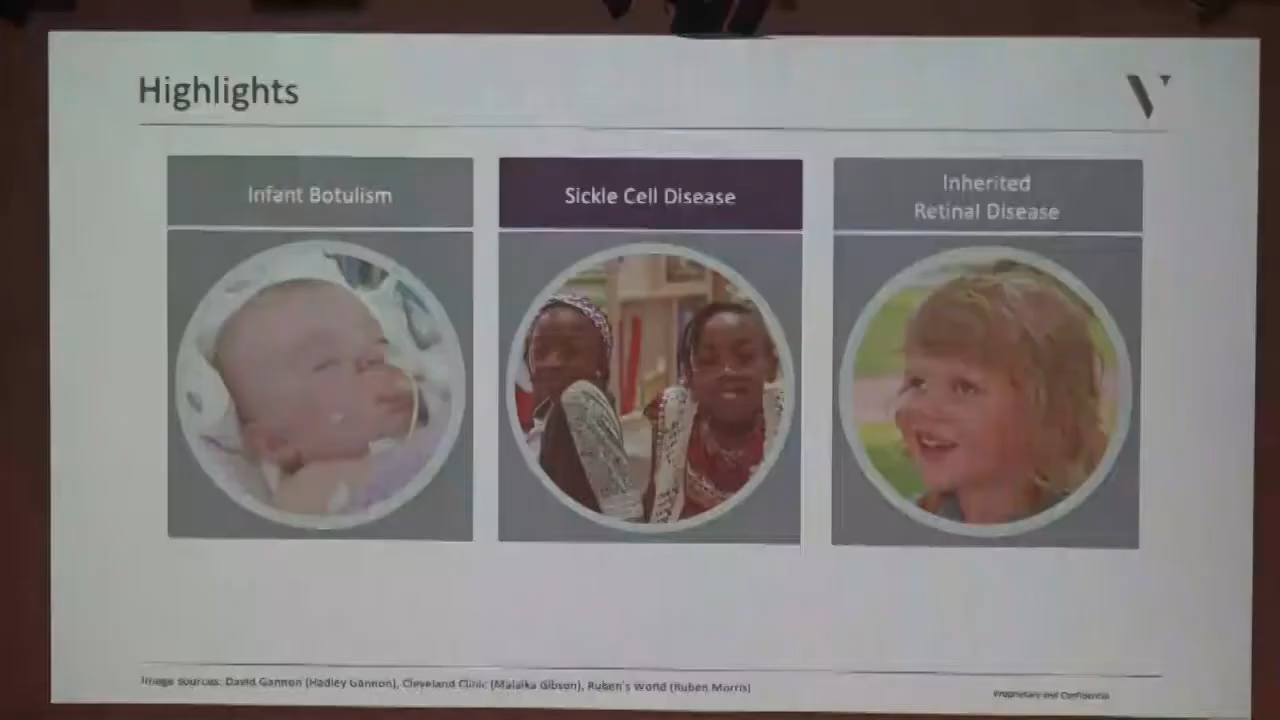 Highlights
Infant Botulism
Sickle Cell Disease
Inherited
Retinal Disease
Image sources: David Gannon (Hadley Gannon), Cleveland Clinic (Malaika Gibson), Ruben's World (Ruben Morris)
Proprietary and Confidential